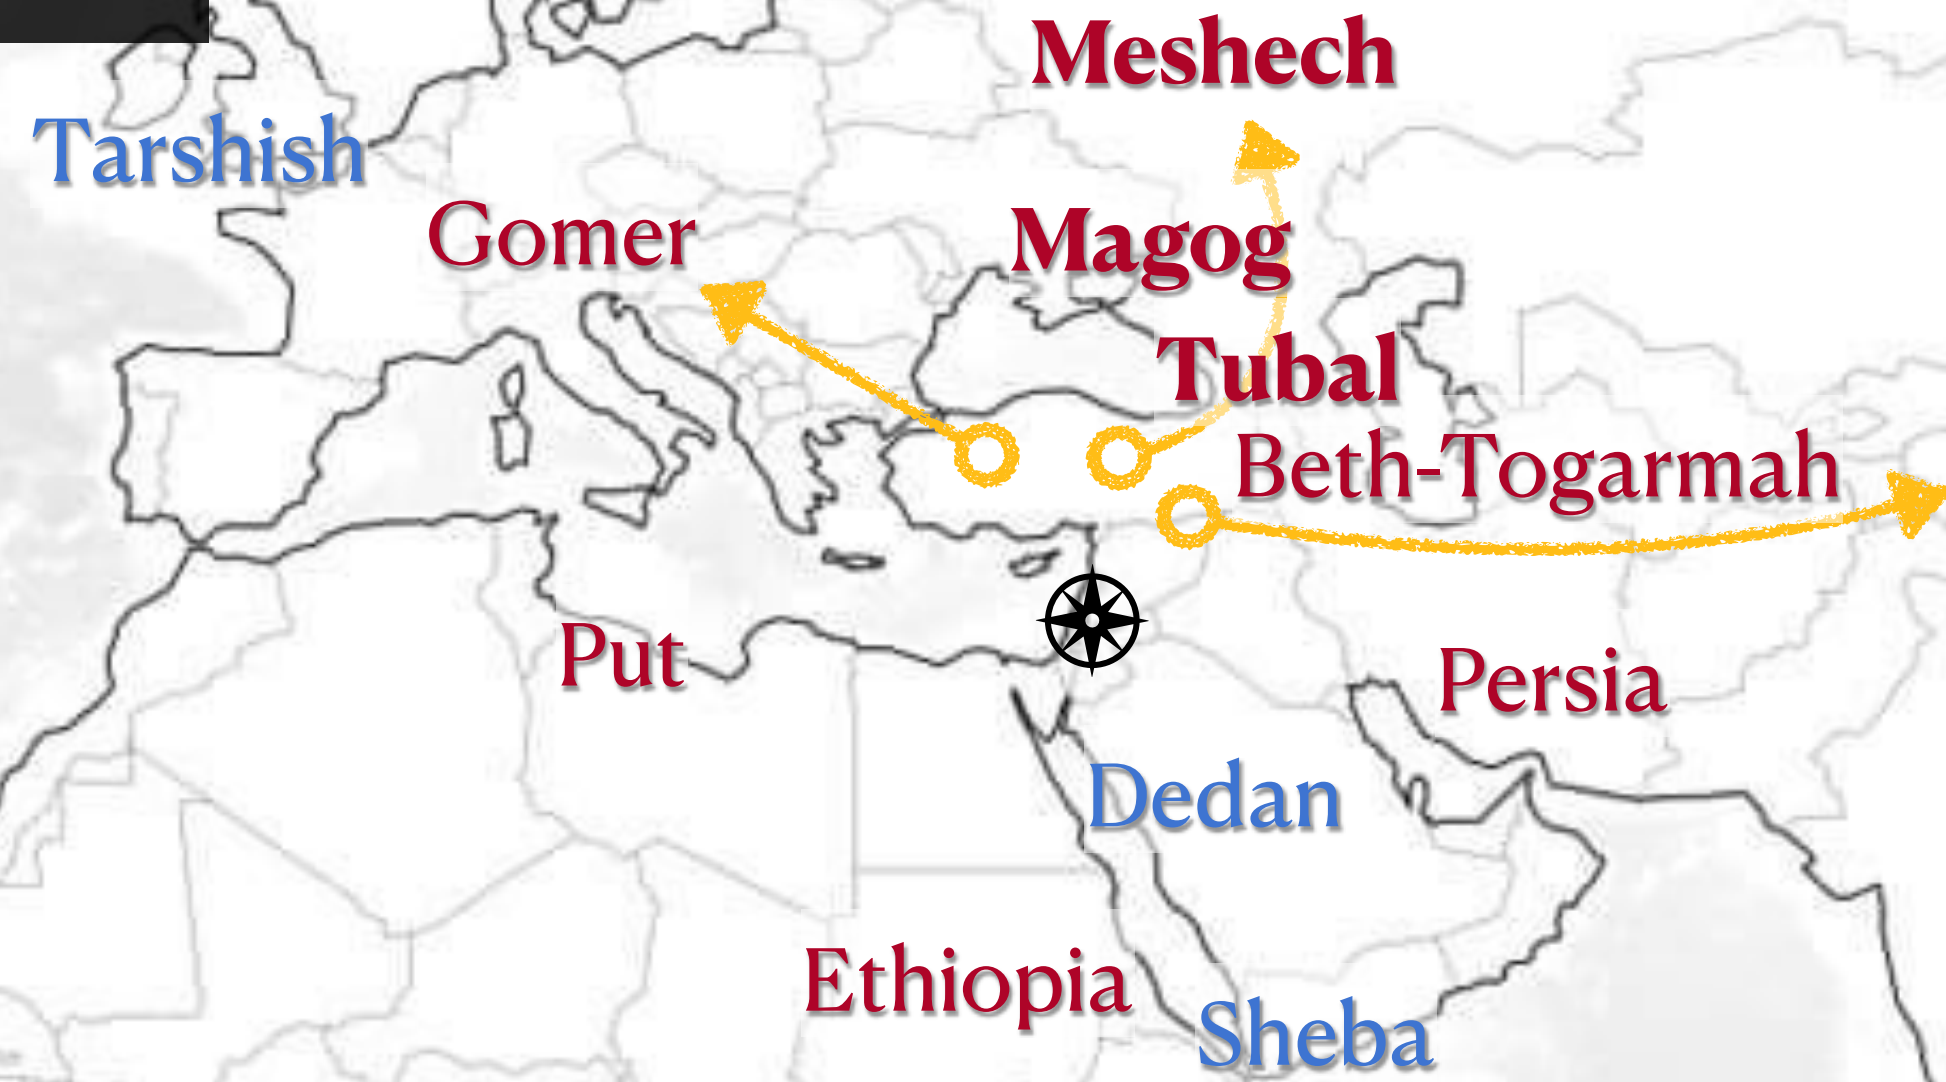 Meshech
Tarshish
Gomer
Magog
Tubal
Beth-Togarmah
Put
Persia
Dedan
Ethiopia
Sheba